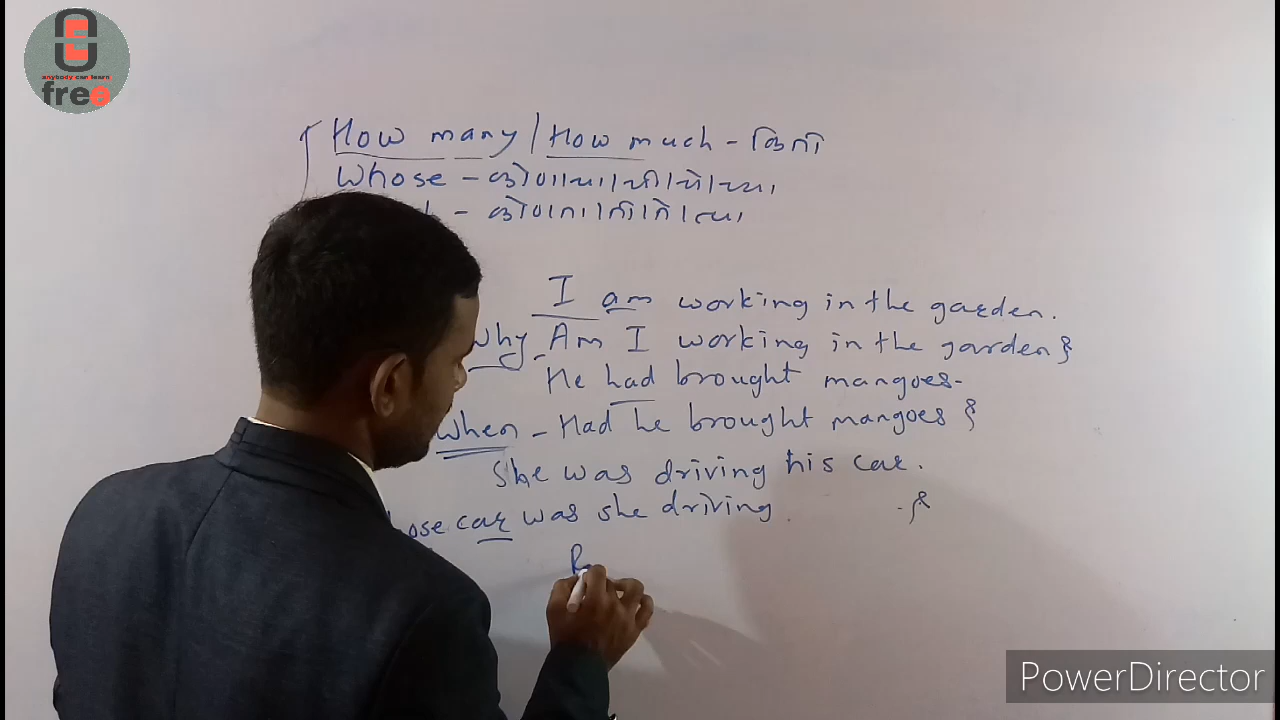 anybody can learn
free
How many / How much - किती
Whose - कोणाचा/ची/चे/च्या
- कोणता/ती/ते/त्या
I am working in the garden.
why Am I working in the garden
He had brought mangoes-
when - Had he brought mangoes
She was driving his car.
ose car was she driving
PowerDirector